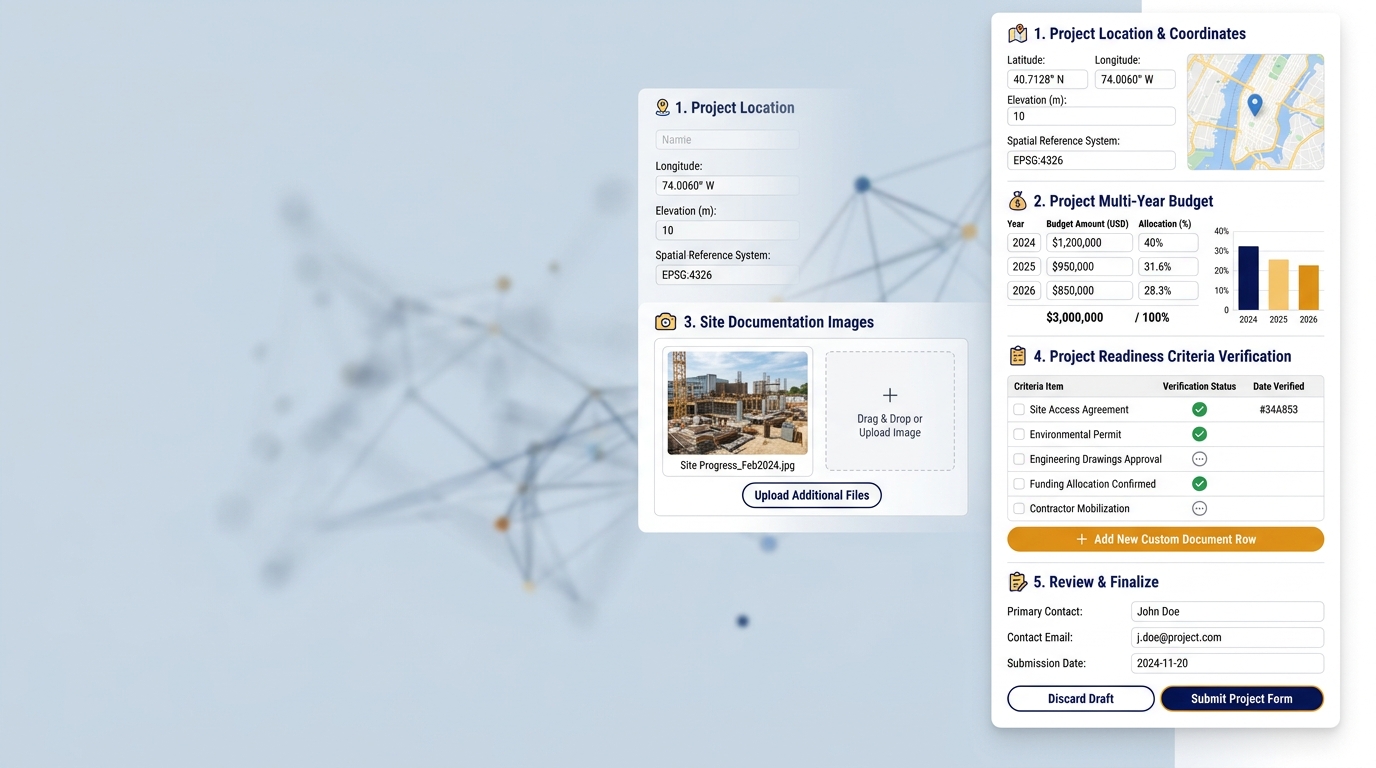 1. Project Location
Name
Longitude:
74.0060° W
Elevation (m):
10
Spatial Reference System:
EPSG:4326
3. Site Documentation Images
Site Progress_Feb2024.jpg
+
Drag & Drop or
Upload Image
Upload Additional Files
1. Project Location & Coordinates
Latitude: Longitude:
40.7128° N 74.0060° W
Elevation (m):
10
Spatial Reference System:
EPSG:4326
2. Project Multi-Year Budget
Year Budget Amount (USD) Allocation (%)
2024 $1,200,000 40%
2025 $950,000 31.6%
2026 $850,000 28.3%
$3,000,000 / 100%
40%
30%
20%
10%
0
2024 2025 2026
4. Project Readiness Criteria Verification
Criteria Item Verification Status Date Verified
Site Access Agreement #34A853
Environmental Permit
Engineering Drawings Approval
Funding Allocation Confirmed
Contractor Mobilization
+ Add New Custom Document Row
5. Review & Finalize
Primary Contact: John Doe
Contact Email: j.doe@project.com
Submission Date: 2024-11-20
Discard Draft Submit Project Form